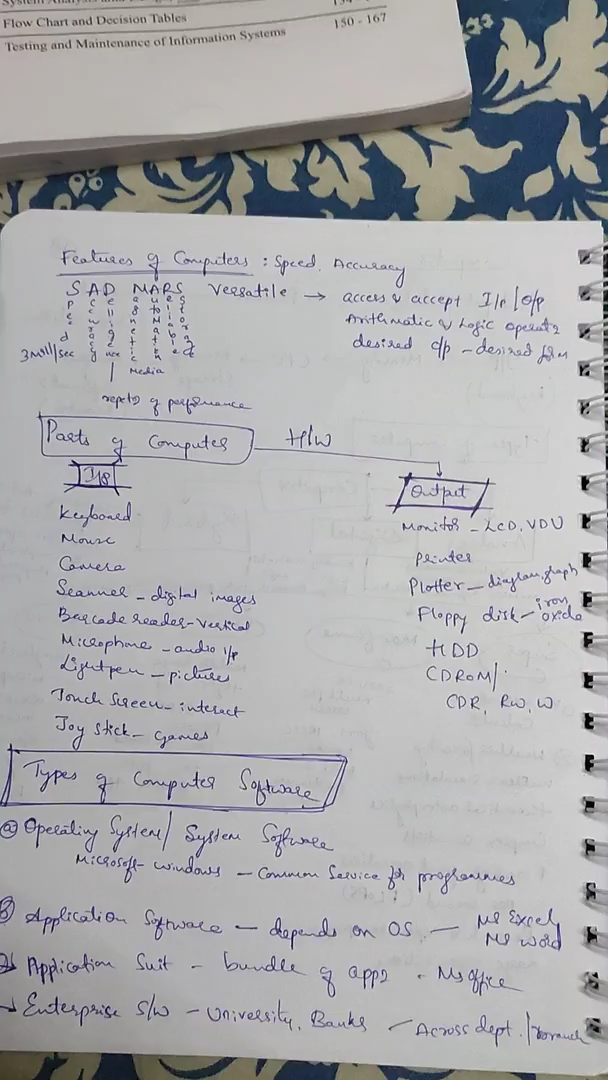 Flow Chart and Decision Tables
150 - 167
Testing and Maintenance of Information Systems
Features of Computers : Speed, Accuracy
S A D M A R S versatile → access & accept I/p | o/p
Arithmatic & Logic operatn
desired o/p - desired form
3mill/sec
Media
of performance
Parts of Computer H/W
Output
Keyboard
Mouse
Camera
Scanner - digital images
Barcode reader - vertical
Microphone - audio i/p
Lightpen - pictures
Touch Screen - interact
Joy Stick - games
Monitor - LCD, VDU
Printer
Plotter - diagram, graph
Floppy disk - iron oxide
HDD
CDROM/
CDR, RW, W
Types of Computer Software
a) Operating System/ System Software
Microsoft - windows - Common Service for programmes
Application Software - depends on OS - MS Excel
MS word
Application Suit - bundle of apps - Ms office
Enterprise S/W - University, Banks - Across dept. / branch